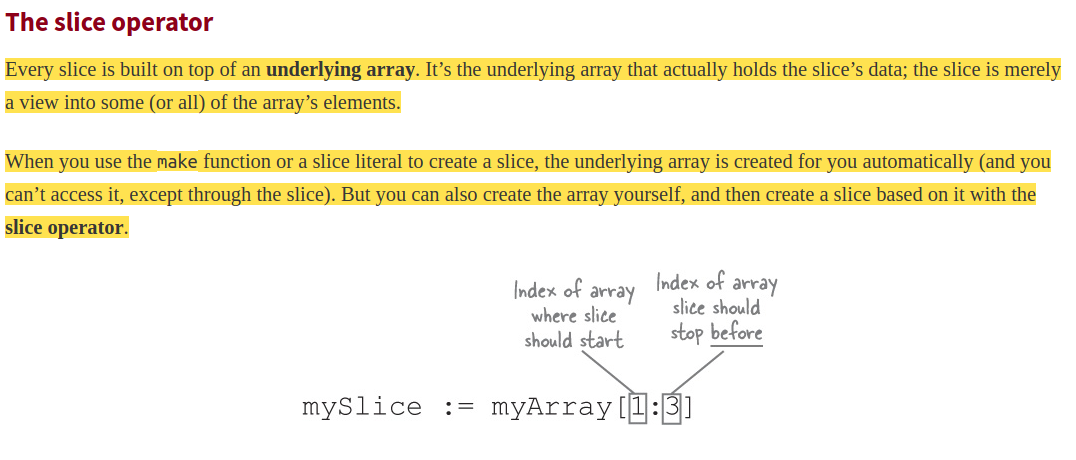 The slice operator
Every slice is built on top of an underlying array. It’s the underlying array that actually holds the slice’s data; the slice is merely
a view into some (or all) of the array’s elements.
When you use the make function or a slice literal to create a slice, the underlying array is created for you automatically (and you
can’t access it, except through the slice). But you can also create the array yourself, and then create a slice based on it with the
slice operator.
Index of array
where slice
should start
Index of array
slice should
stop before
mySlice := myArray[1:3]